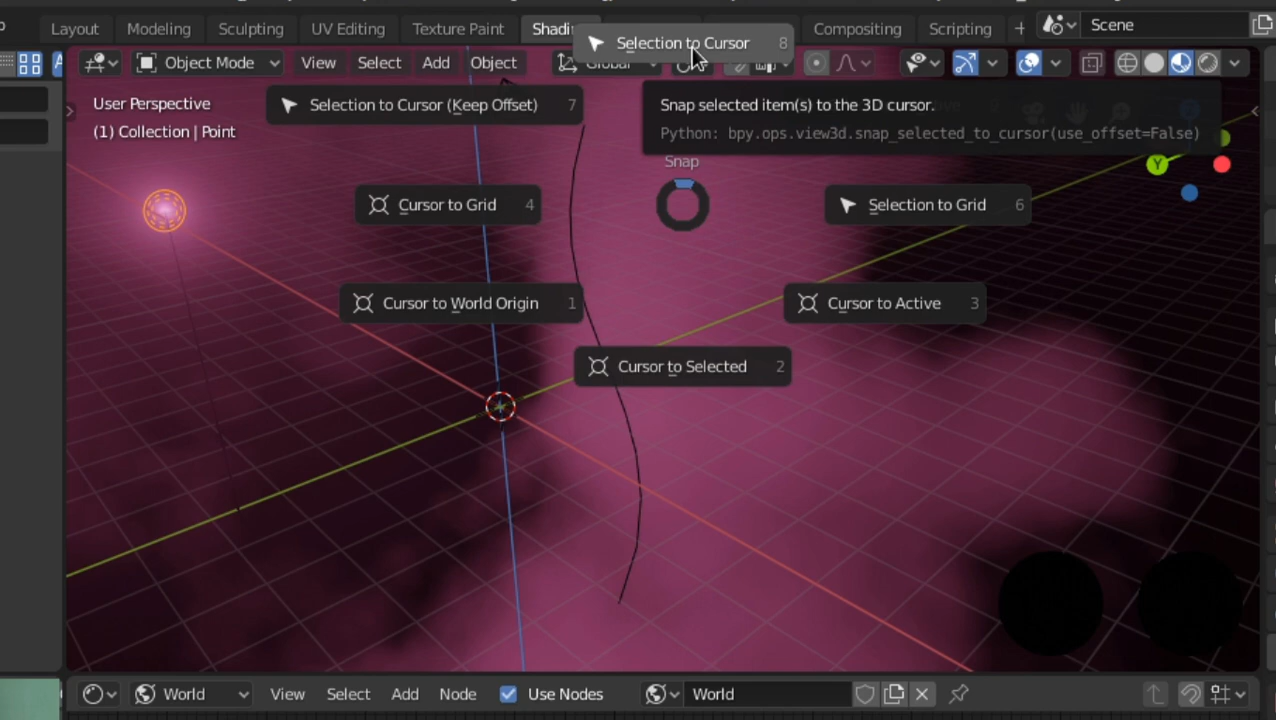 Layout Modeling Sculpting UV Editing Texture Paint Compositing Scripting + Scene
Selection to Cursor 8
Object Mode View Select Add Object
User Perspective
(1) Collection | Point
Selection to Cursor (Keep Offset) 7
Snap selected item(s) to the 3D cursor.
Python: bpy.ops.view3d.snap_selected_to_cursor(use_offset=False)
Snap
Y
Cursor to Grid 4
Selection to Grid 6
Cursor to World Origin 1
Cursor to Active 3
Cursor to Selected 2
World View Select Add Node Use Nodes World